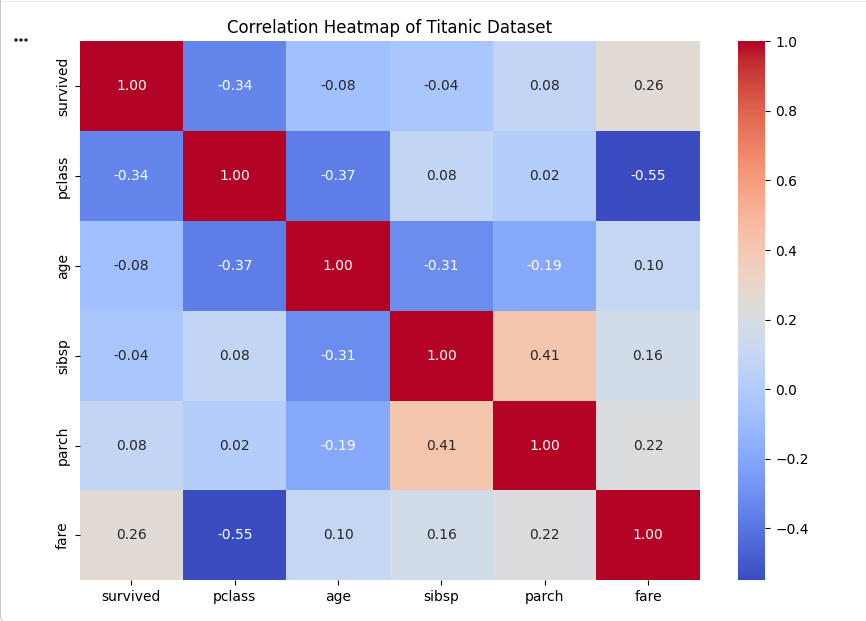 Correlation Heatmap of Titanic Dataset
survived 1.00 -0.34 -0.08 -0.04 0.08 0.26
pclass -0.34 1.00 -0.37 0.08 0.02 -0.55
age -0.08 -0.37 1.00 -0.31 -0.19 0.10
sibsp -0.04 0.08 -0.31 1.00 0.41 0.16
parch 0.08 0.02 -0.19 0.41 1.00 0.22
fare 0.26 -0.55 0.10 0.16 0.22 1.00
survived pclass age sibsp parch fare
1.0
0.8
0.6
0.4
0.2
0.0
−0.2
−0.4